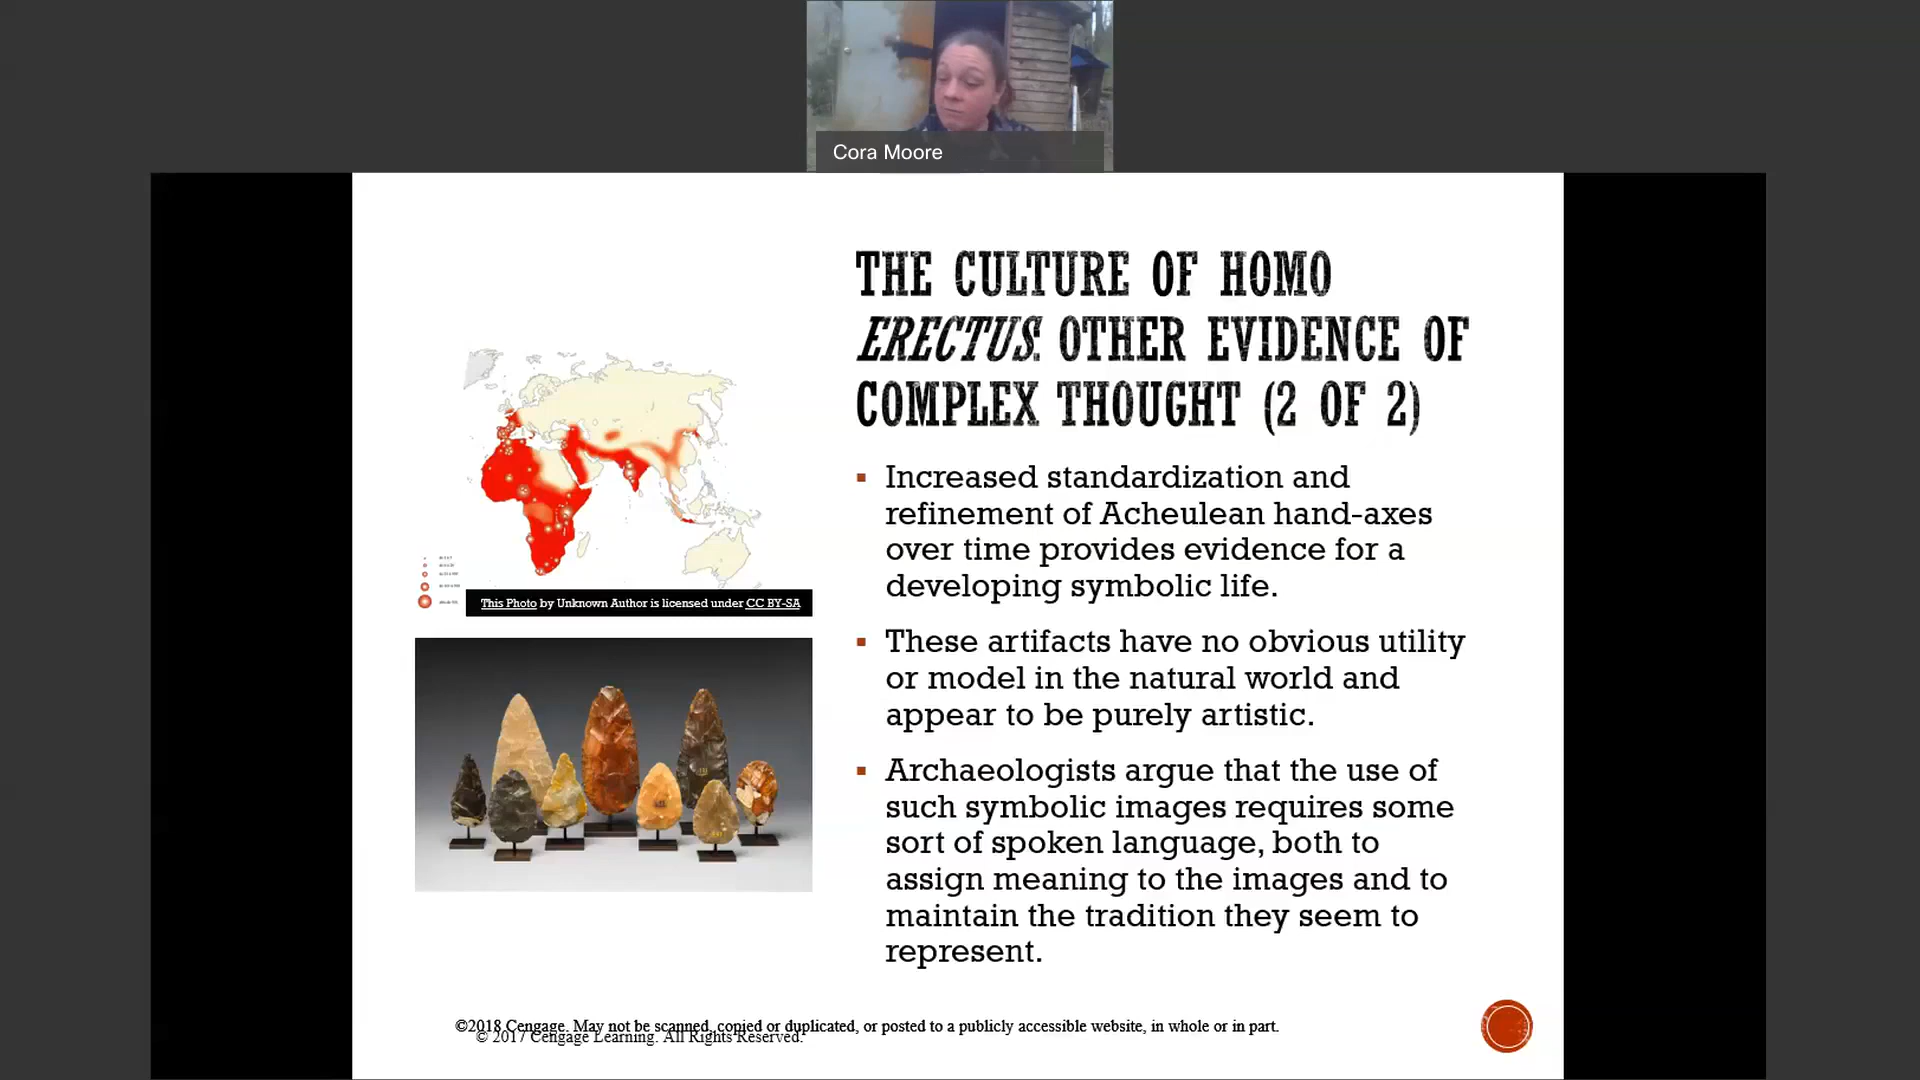 Cora Moore
THE CULTURE OF HOMO
ERECTUS: OTHER EVIDENCE OF
COMPLEX THOUGHT (2 OF 2)
▪ Increased standardization and
refinement of Acheulean hand-axes
over time provides evidence for a
developing symbolic life.
▪ These artifacts have no obvious utility
or model in the natural world and
appear to be purely artistic.
▪ Archaeologists argue that the use of
such symbolic images requires some
sort of spoken language, both to
assign meaning to the images and to
maintain the tradition they seem to
represent.
This Photo by Unknown Author is licensed under CC BY-SA
©2018 Cengage. May not be scanned, copied or duplicated, or posted to a publicly accessible website, in whole or in part.
© 2017 Cengage Learning. All Rights Reserved.